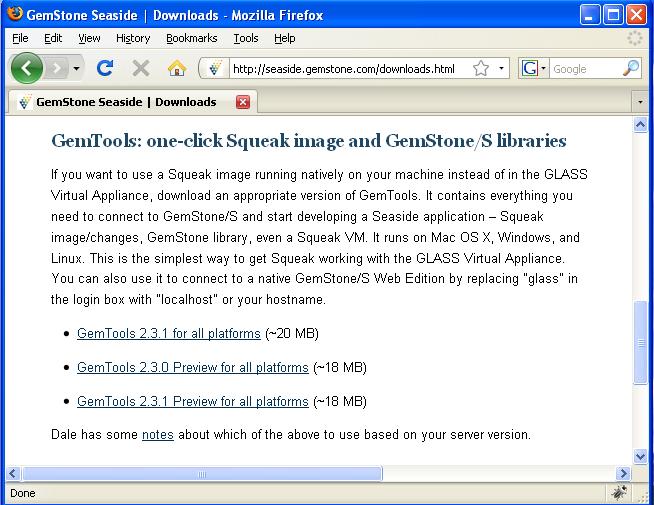 GemStone Seaside | Downloads - Mozilla Firefox
File Edit View History Bookmarks Tools Help
http://seaside.gemstone.com/downloads.html
G Google
GemStone Seaside | Downloads
GemTools: one-click Squeak image and GemStone/S libraries
If you want to use a Squeak image running natively on your machine instead of in the GLASS
Virtual Appliance, download an appropriate version of GemTools. It contains everything you
need to connect to GemStone/S and start developing a Seaside application – Squeak
image/changes, GemStone library, even a Squeak VM. It runs on Mac OS X, Windows, and
Linux. This is the simplest way to get Squeak working with the GLASS Virtual Appliance.
You can also use it to connect to a native GemStone/S Web Edition by replacing "glass" in
the login box with "localhost" or your hostname.
• GemTools 2.3.1 for all platforms (~20 MB)
• GemTools 2.3.0 Preview for all platforms (~18 MB)
• GemTools 2.3.1 Preview for all platforms (~18 MB)
Dale has some notes about which of the above to use based on your server version.
Done